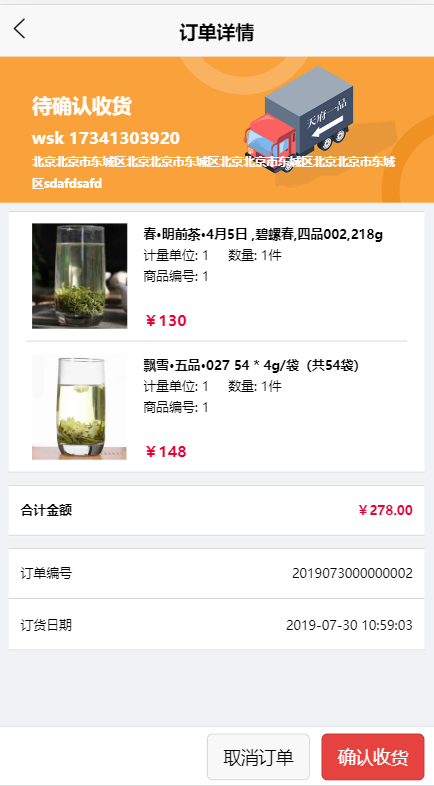 订单详情
待确认收货
天府一品
wsk 17341303920
北京北京市东城区北京北京市东城区北京北京市东城区北京北京市东城
区sdafdsafd
春•明前茶•4月5日 ,碧螺春,四品002,218g
计量单位: 1 数量: 1件
商品编号: 1
￥130
飘雪•五品•027 54 * 4g/袋（共54袋）
计量单位: 1 数量: 1件
商品编号: 1
￥148
合计金额 ￥278.00
订单编号 2019073000000002
订货日期 2019-07-30 10:59:03
取消订单 确认收货